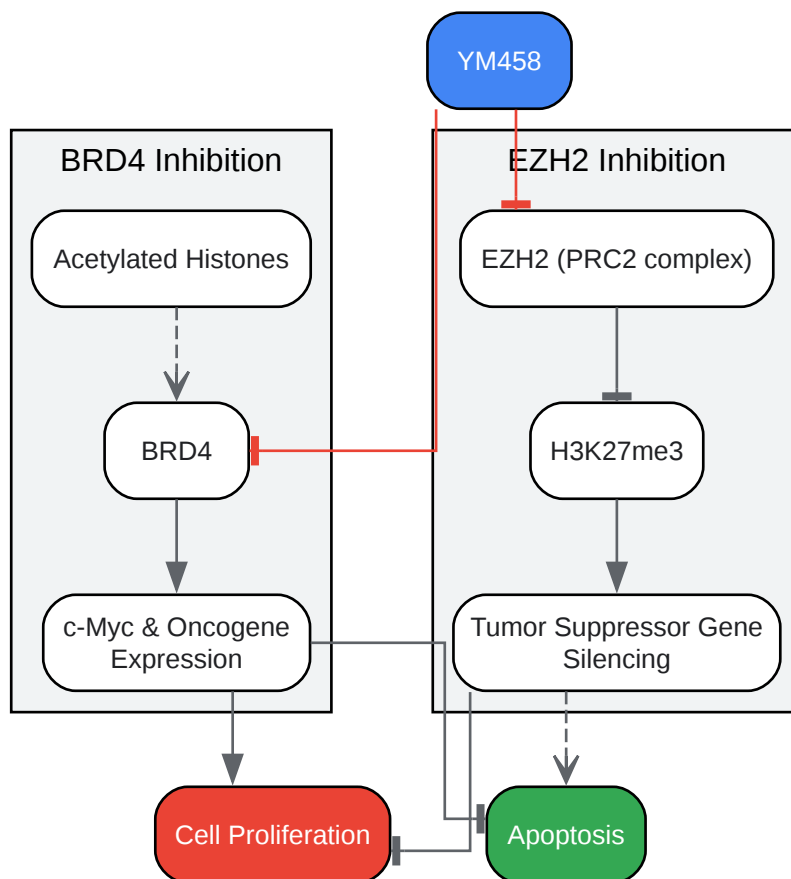 YM458
BRD4 Inhibition
Acetylated Histones
BRD4
c-Myc & Oncogene
Expression
EZH2 Inhibition
EZH2 (PRC2 complex)
H3K27me3
Tumor Suppressor Gene
Silencing
Cell Proliferation
Apoptosis